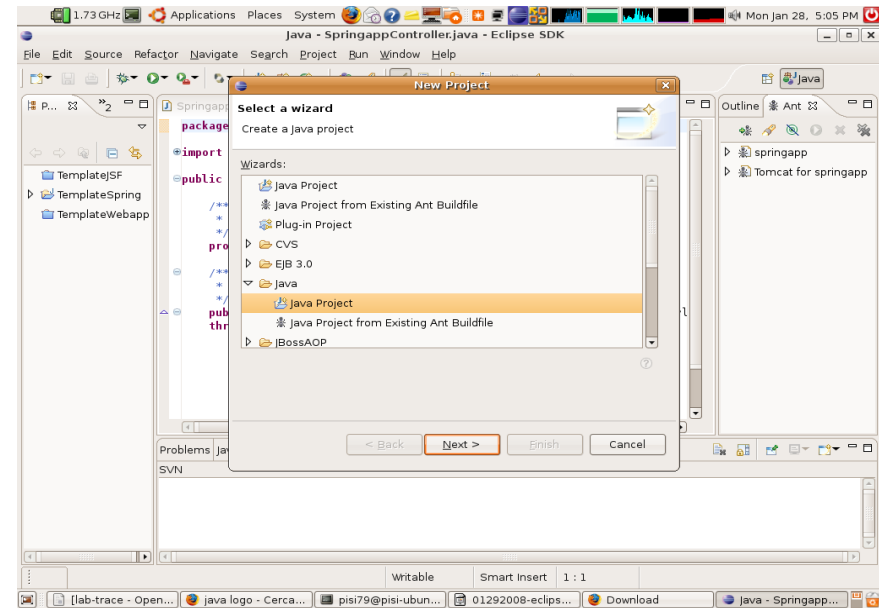 1.73 GHz Applications Places System Mon Jan 28, 5:05 PM
Java - SpringappController.java - Eclipse SDK
File Edit Source Refactor Navigate Search Project Run Window Help
Java
P... »2
Springapp
Outline Ant
New Project
Select a wizard
Create a Java project
Wizards:
Java Project
Java Project from Existing Ant Buildfile
Plug-in Project
CVS
EJB 3.0
Java
Java Project
Java Project from Existing Ant Buildfile
JBossAOP
< Back Next > Finish Cancel
TemplateJSF
TemplateSpring
TemplateWebapp
package
import
public
/**
*
*/
pro
/**
*
*/
pub
thr
springapp
Tomcat for springapp
Problems Jav
SVN
Writable Smart Insert 1 : 1
[lab-trace - Open... java logo - Cerca... pisi79@pisi-ubun... 01292008-eclips... Download Java - Springapp...